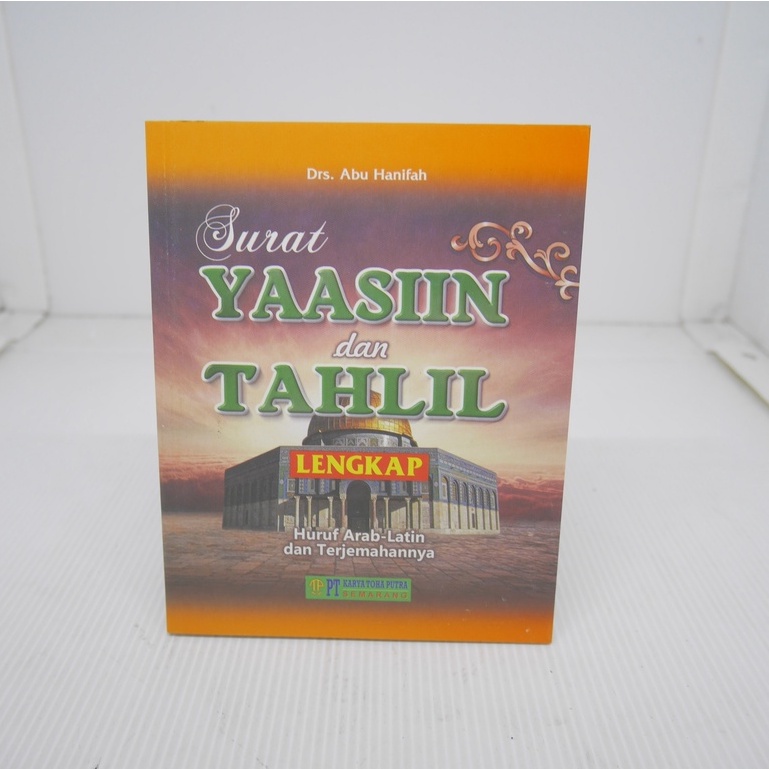 Drs. Abu Hanifah
Surat
YAASIIN
dan
TAHLIL
LENGKAP
Huruf Arab-Latin
dan Terjemahannya
PT KARYA TOHA PUTRA
SEMARANG